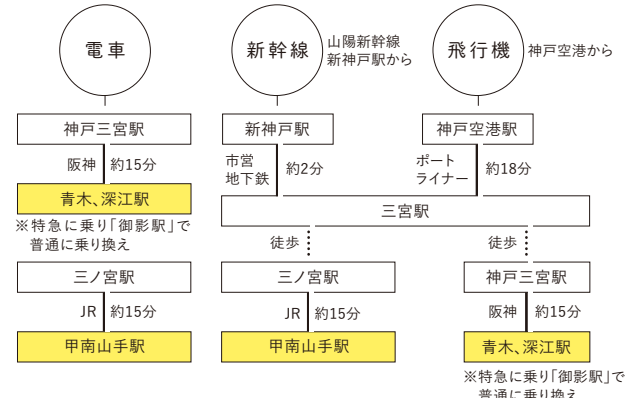 電車
新幹線
山陽新幹線
新神戸駅から
飛行機
神戸空港から
神戸三宮駅
阪神 約15分
青木、深江駅
※特急に乗り「御影駅」で
普通に乗り換え
三ノ宮駅
JR 約15分
甲南山手駅
新神戸駅
市営
地下鉄
約2分
神戸空港駅
ポート
ライナー
約18分
三宮駅
徒歩
三ノ宮駅
JR 約15分
甲南山手駅
徒歩
神戸三宮駅
阪神 約15分
青木、深江駅
※特急に乗り「御影駅」で
普通に乗り換え